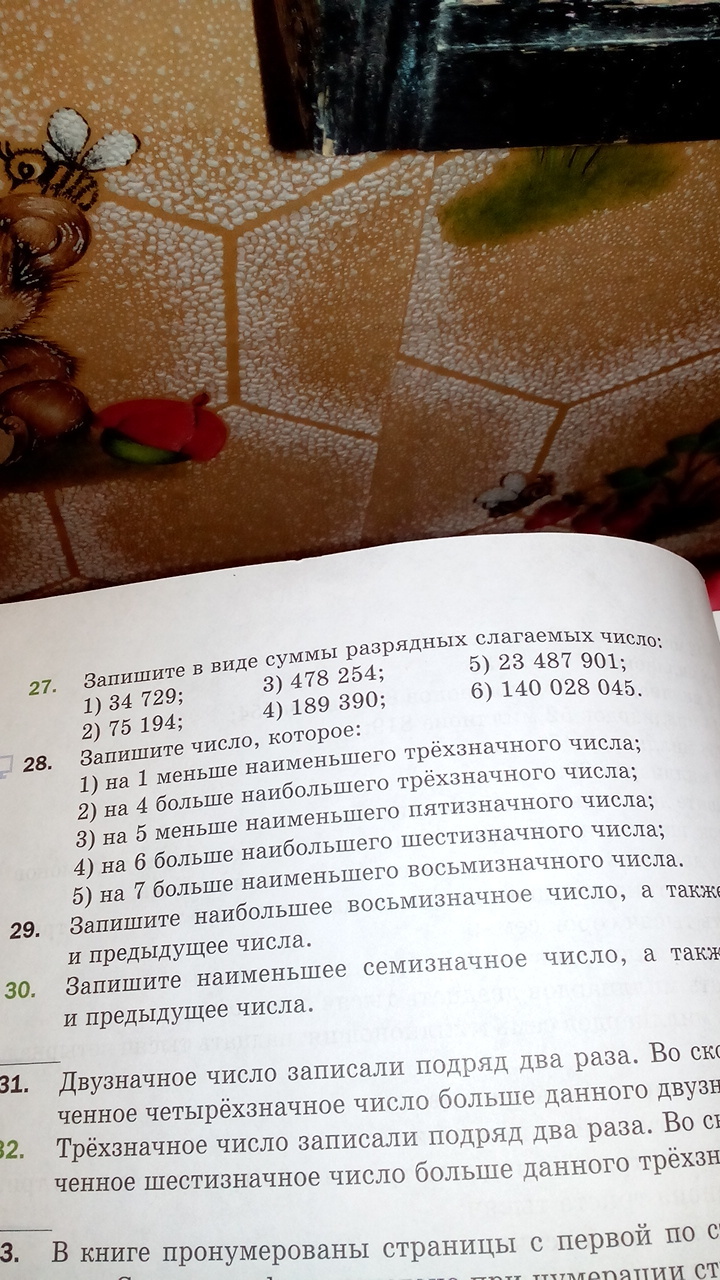 27. Запишите в виде суммы разрядных слагаемых число:
1) 34 729; 3) 478 254; 5) 23 487 901;
2) 75 194; 4) 189 390; 6) 140 028 045.
28. Запишите число, которое:
1) на 1 меньше наименьшего трёхзначного числа;
2) на 4 больше наибольшего трёхзначного числа;
3) на 5 меньше наименьшего пятизначного числа;
4) на 6 больше наибольшего шестизначного числа;
5) на 7 больше наименьшего восьмизначного числа.
29. Запишите наибольшее восьмизначное число, а также
и предыдущее числа.
30. Запишите наименьшее семизначное число, а такж
и предыдущее числа.
31. Двузначное число записали подряд два раза. Во ско
ченное четырёхзначное число больше данного двузн
32. Трёхзначное число записали подряд два раза. Во ск
ченное шестизначное число больше данного трёхзн
3. В книге пронумерованы страницы с первой по с
при нумерации ст